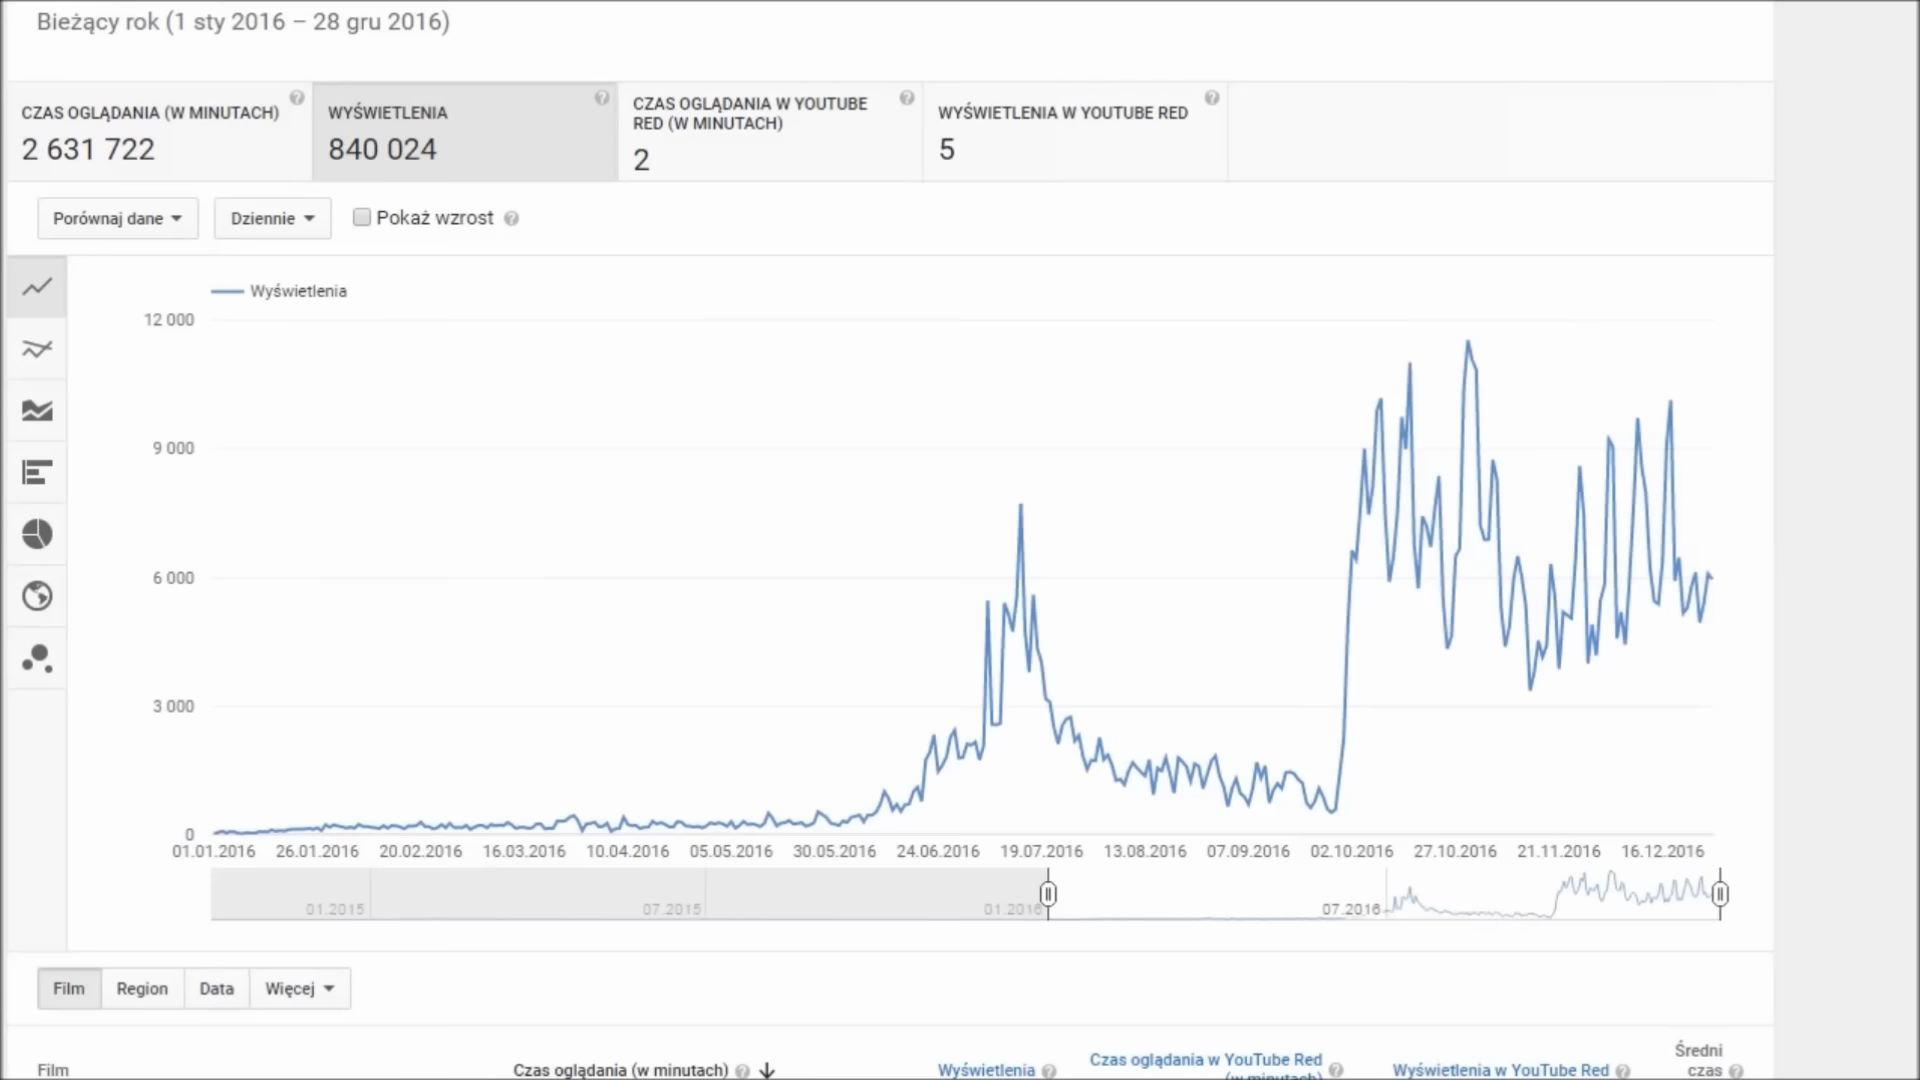 Bieżący rok (1 sty 2016 – 28 gru 2016)
CZAS OGLĄDANIA (W MINUTACH)
2 631 722
WYŚWIETLENIA
840 024
CZAS OGLĄDANIA W YOUTUBE
RED (W MINUTACH)
2
WYŚWIETLENIA W YOUTUBE RED
5
Porównaj dane
Dziennie
Pokaż wzrost
Wyświetlenia
12 000
9 000
6 000
3 000
0
01.01.2016 26.01.2016 20.02.2016 16.03.2016 10.04.2016 05.05.2016 30.05.2016 24.06.2016 19.07.2016 13.08.2016 07.09.2016 02.10.2016 27.10.2016 21.11.2016 16.12.2016
01.2015 07.2015 01.2016 07.2016
Film Region Data Więcej
Film
Czas oglądania (w minutach)
Wyświetlenia
Czas oglądania w YouTube Red
(w minutach)
Wyświetlenia w YouTube Red
Średni
czas